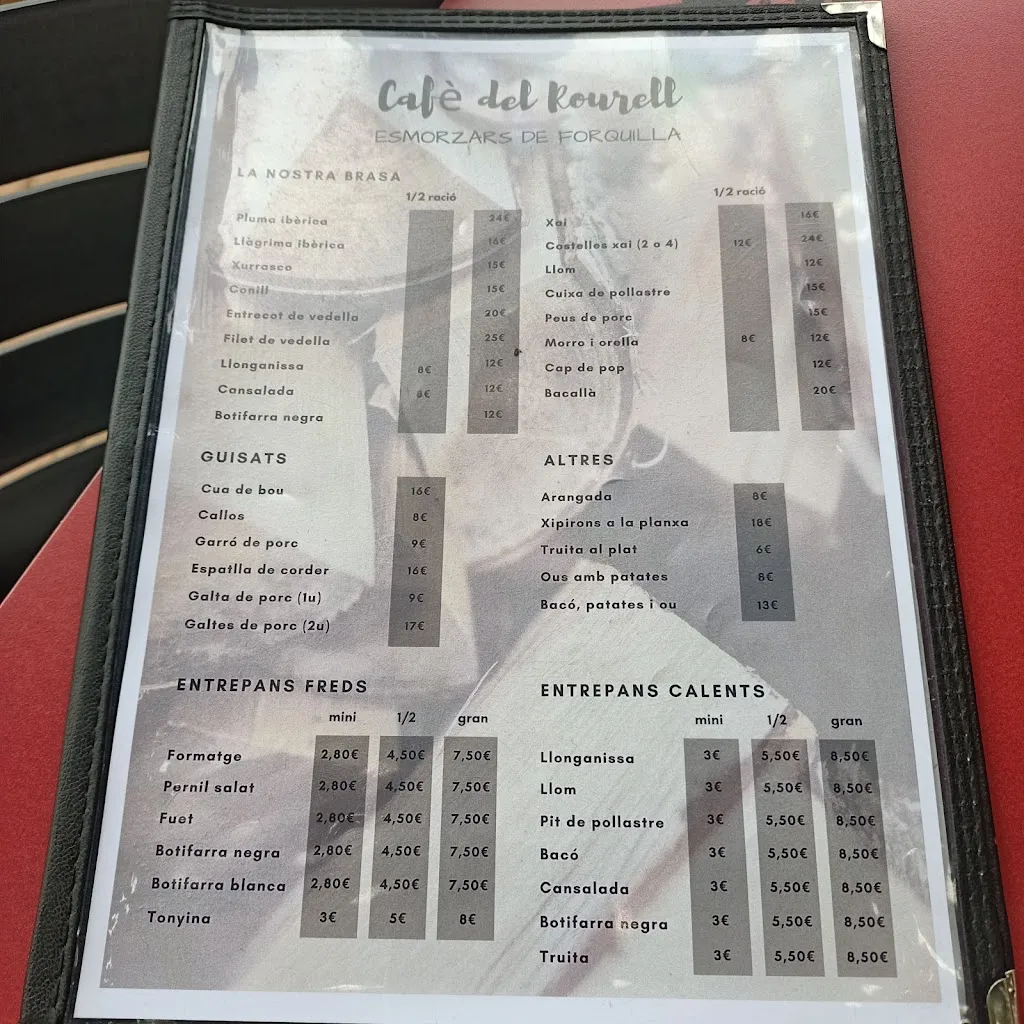 Cafè del Rourell
ESMORZARS DE FORQUILLA
LA NOSTRA BRASA
1/2 ració
Pluma ibèrica 24€
Llàgrima ibèrica 16€
Xurrasco 15€
Conill 15€
Entrecot de vedella 20€
Filet de vedella 25€
Llonganissa 8€ 12€
Cansalada 8€ 12€
Botifarra negra 12€
1/2 ració
Xai 16€
Costelles xai (2 o 4) 12€ 24€
Llom 12€
Cuixa de pollastre 15€
Peus de porc 15€
Morro i orella 8€ 12€
Cap de pop 12€
Bacallà 20€
GUISATS
Cua de bou 16€
Callos 8€
Garró de porc 9€
Espatlla de corder 16€
Galta de porc (1u) 9€
Galtes de porc (2u) 17€
ALTRES
Arangada 8€
Xipirons a la planxa 18€
Truita al plat 6€
Ous amb patates 8€
Bacó, patates i ou 13€
ENTREPANS FREDS
mini 1/2 gran
Formatge 2,80€ 4,50€ 7,50€
Pernil salat 2,80€ 4,50€ 7,50€
Fuet 2,80€ 4,50€ 7,50€
Botifarra negra 2,80€ 4,50€ 7,50€
Botifarra blanca 2,80€ 4,50€ 7,50€
Tonyina 3€ 5€ 8€
ENTREPANS CALENTS
mini 1/2 gran
Llonganissa 3€ 5,50€ 8,50€
Llom 3€ 5,50€ 8,50€
Pit de pollastre 3€ 5,50€ 8,50€
Bacó 3€ 5,50€ 8,50€
Cansalada 3€ 5,50€ 8,50€
Botifarra negra 3€ 5,50€ 8,50€
Truita 3€ 5,50€ 8,50€